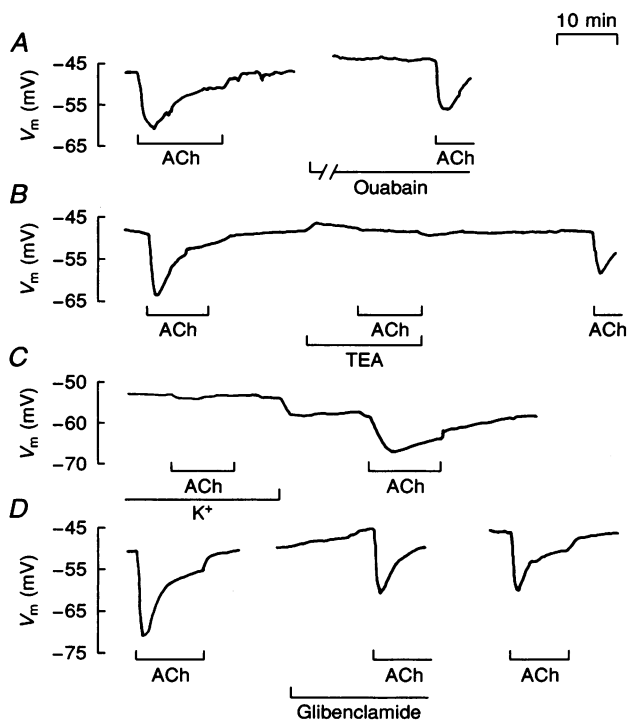 10 min
A
Vm (mV)
−45
−55
−65
ACh
ACh
Ouabain
B
Vm (mV)
−45
−55
−65
ACh
ACh
ACh
TEA
C
Vm (mV)
−50
−60
−70
ACh
ACh
K+
D
Vm (mV)
−45
−55
−65
−75
ACh
ACh
ACh
Glibenclamide